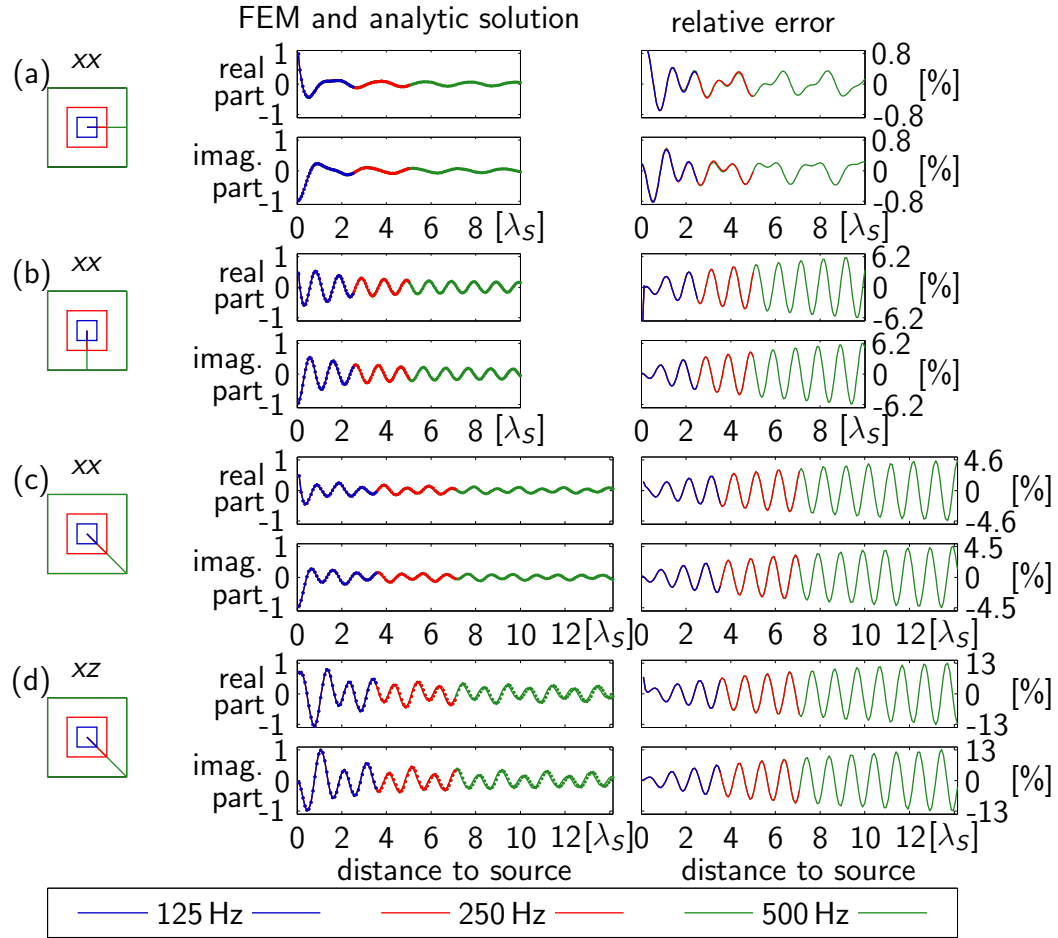 FEM and analytic solution
relative error
(a)
xx
real
part
1
0
-1
0.8
0
-0.8
[%]
imag.
part
1
0
-1
0.8
0
-0.8
[%]
0 2 4 6 8 [λS]
0 2 4 6 8 [λS]
(b)
xx
real
part
1
0
-1
6.2
0
-6.2
[%]
imag.
part
1
0
-1
6.2
0
-6.2
[%]
0 2 4 6 8 [λS]
0 2 4 6 8 [λS]
(c)
xx
real
part
1
0
-1
4.6
0
-4.6
[%]
imag.
part
1
0
-1
4.5
0
-4.5
[%]
0 2 4 6 8 10 12 [λS]
0 2 4 6 8 10 12 [λS]
(d)
xz
real
part
1
0
-1
13
0
-13
[%]
imag.
part
1
0
-1
13
0
-13
[%]
0 2 4 6 8 10 12 [λS]
0 2 4 6 8 10 12 [λS]
distance to source
distance to source
125 Hz 250 Hz 500 Hz